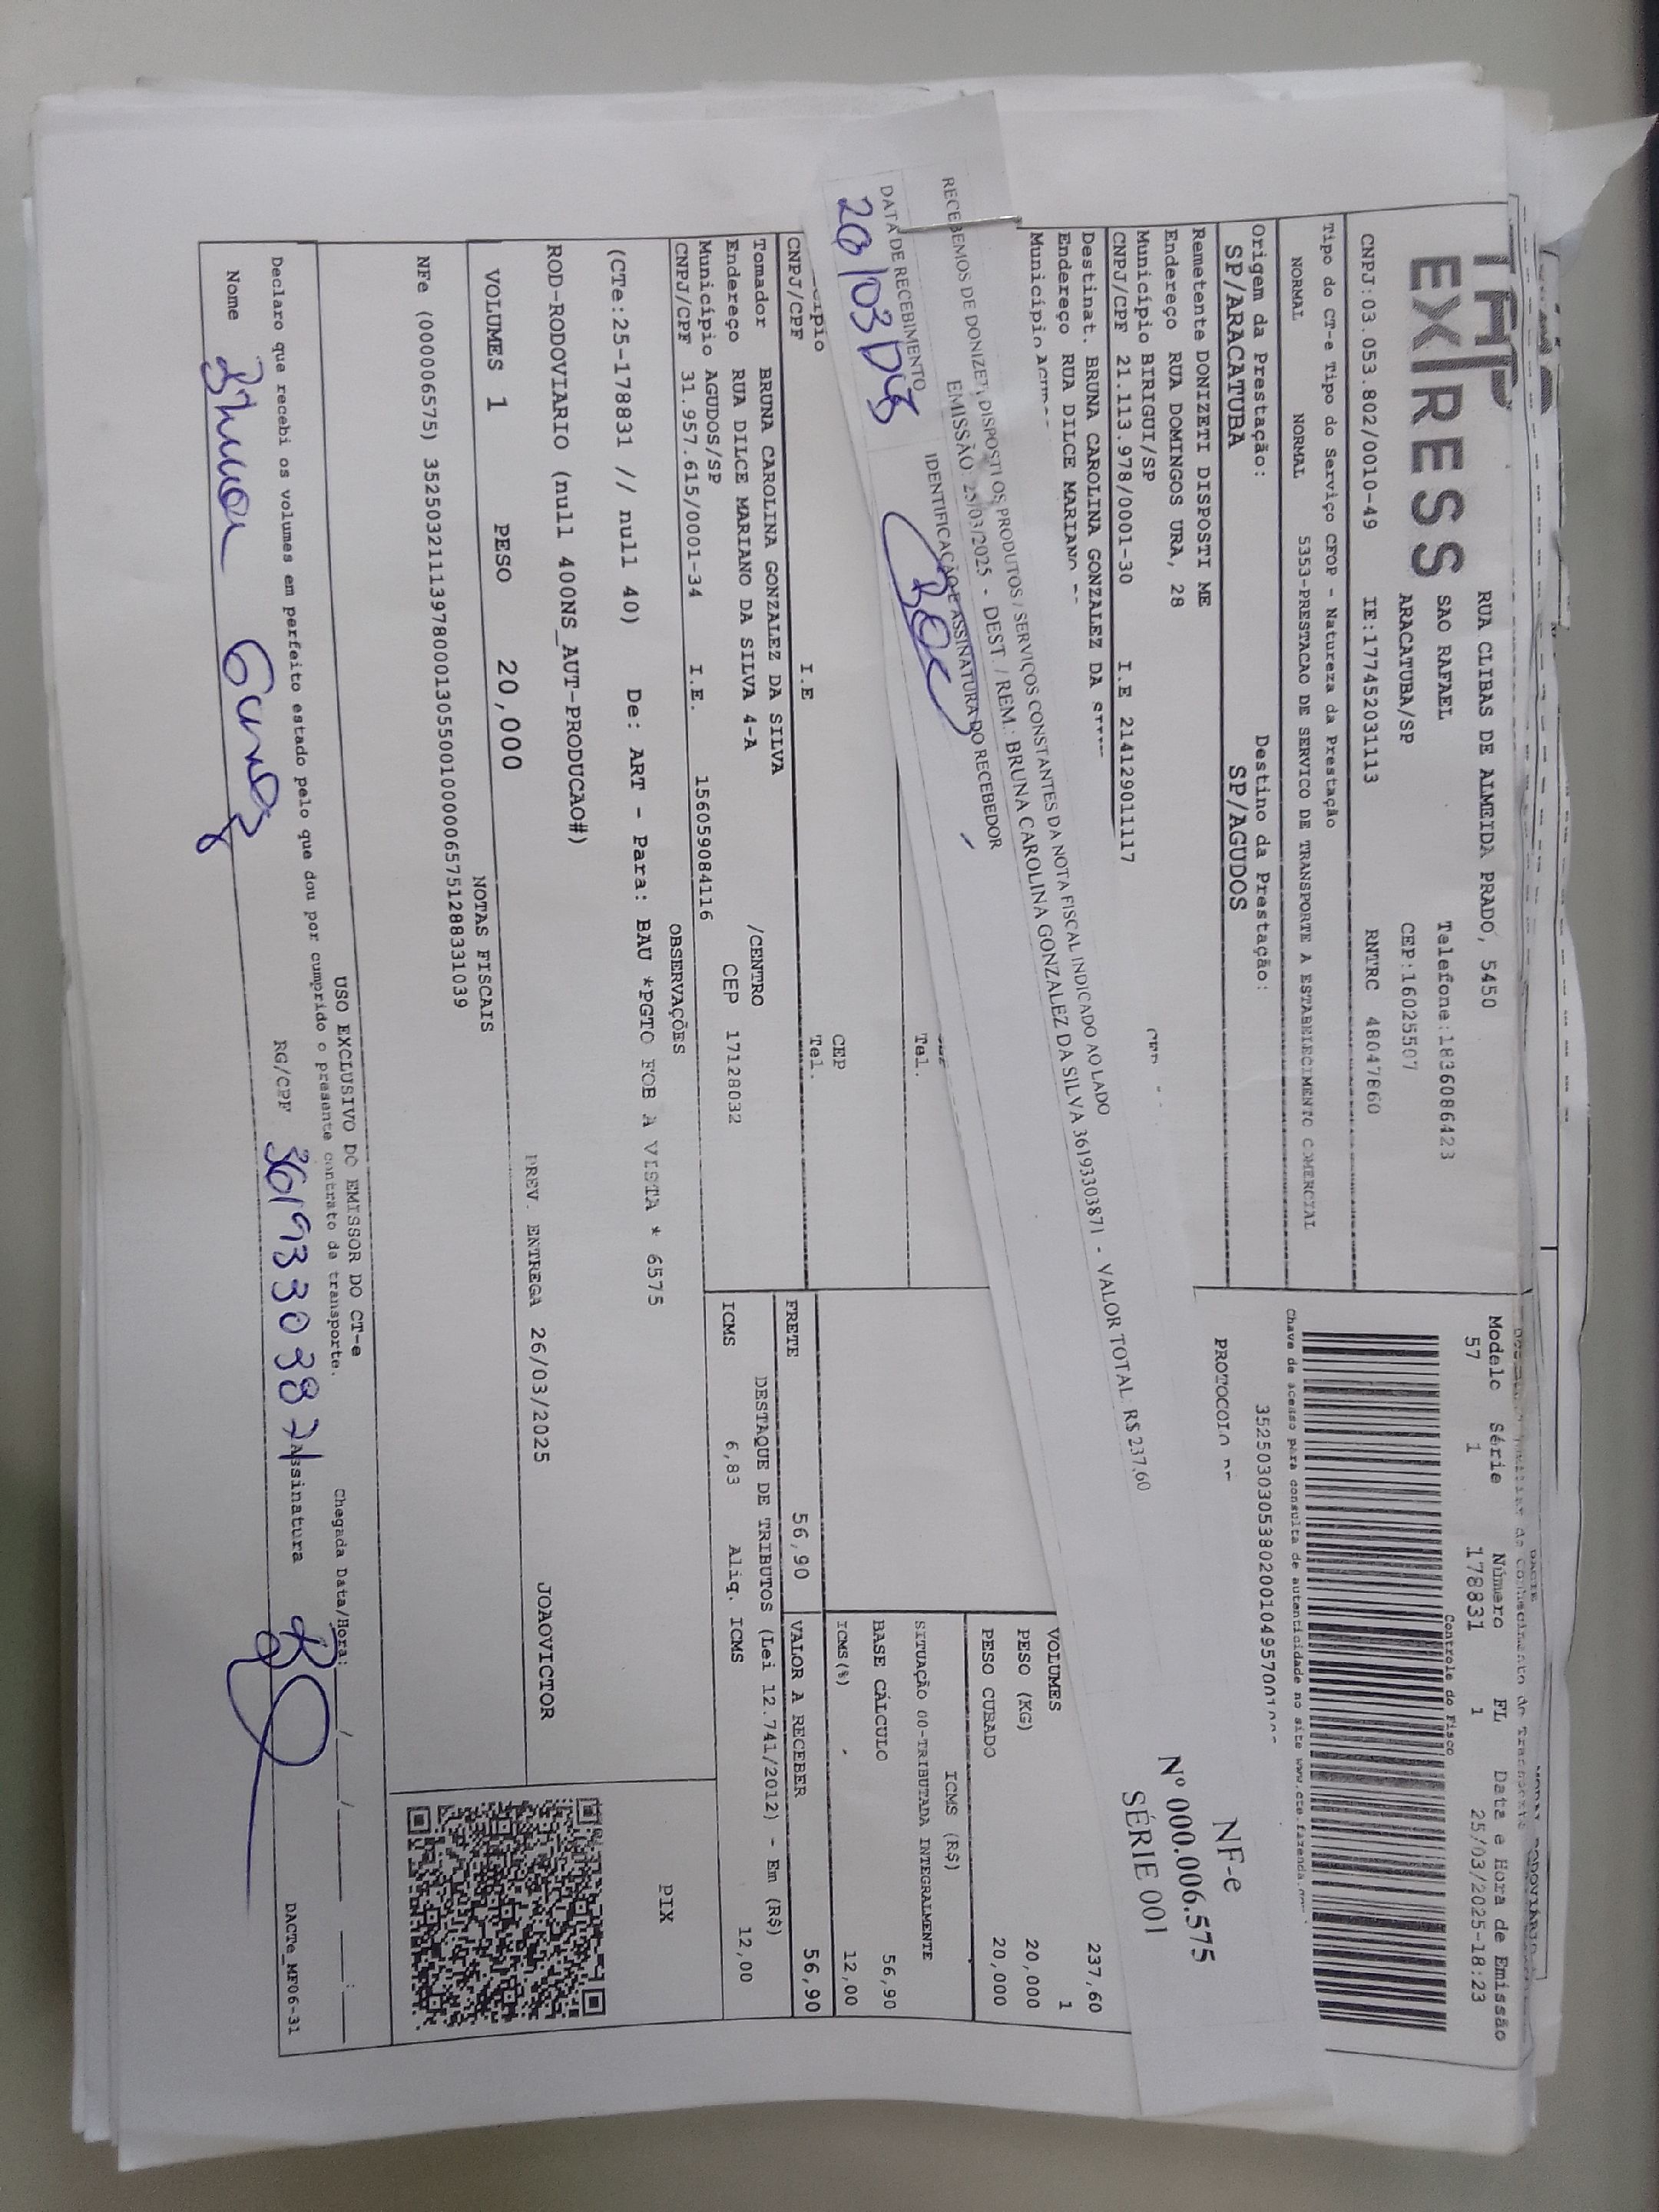 EXPRESS
RUA CLIBAS DE ALMEIDA PRADO, 5450
SAO RAFAEL
Telefone:1836086423
ARACATUBA/SP
CEP:16025507
CNPJ:03.053.802/0010-49 IE:177452031113 RNTRC 48047860
Tipo do CT-e Tipo do Serviço CFOP - Natureza da Prestação
NORMAL NORMAL 5353-PRESTACAO DE SERVICO DE TRANSPORTE A ESTABELECIMENTO COMERCIAL
Origem da Prestação: Destino da Prestação:
SP/ARACATUBA SP/AGUDOS
Remetente DONIZETI DISPOSTI ME
Endereço RUA DOMINGOS URA, 28
Município BIRIGUI/SP
CNPJ/CPF 21.113.978/0001-30 I.E 214129011117
Destinat. BRUNA CAROLINA GONZALEZ DA
Endereço RUA DILCE MARIANO
Município
Modelo Série Número FL Data e Hora de Emissão
57 1 178831 1 25/03/2025-18:23
Controle do Fisco
Chave de acesso para consulta de autenticidade no site
PROTOCOLO
NF-e
Nº 000.006.575
SÉRIE 001
RECEBEMOS DE DONIZETI DISPOSTI OS PRODUTOS / SERVIÇOS CONSTANTES DA NOTA FISCAL INDICADO AO LADO
EMISSÃO: 25/03/2025 - DEST. / REM.: BRUNA CAROLINA GONZALEZ DA SILVA 36193303871 - VALOR TOTAL: R$ 237,60
DATA DE RECEBIMENTO IDENTIFICAÇÃO E ASSINATURA DO RECEBEDOR
Tel.
CEP
CNPJ/CPF I.E Tel.
Tomador BRUNA CAROLINA GONZALEZ DA SILVA
Endereço RUA DILCE MARIANO DA SILVA 4-A /CENTRO
Município AGUDOS/SP CEP 17128032
CNPJ/CPF 31.957.615/0001-34 I.E. 156059084116
237,60
VOLUMES 1
PESO (KG) 20,000
PESO CUBADO 20,000
ICMS (R$)
SITUAÇÃO 00-TRIBUTADA INTEGRALMENTE
BASE CÁLCULO 56,90
ICMS(%) 12,00
FRETE 56,90 VALOR A RECEBER 56,90
DESTAQUE DE TRIBUTOS (Lei 12.741/2012) - Em (R$)
ICMS 6,83 Aliq. ICMS 12,00
OBSERVAÇÕES
(CTe:25-178831 // null 40) De: ART - Para: BAU *PGTO FOB A VISTA * 6575
ROD-RODOVIARIO (null 400NS_AUT-PRODUCAO#)
PIX
VOLUMES 1 PESO 20,000 PREV. ENTREGA 26/03/2025 JOAOVICTOR
NOTAS FISCAIS
NFe (00006575) 35250321113978000130550010000065751288331039
USO EXCLUSIVO DO EMISSOR DO CT-e
Declaro que recebi os volumes em perfeito estado pelo que dou por cumprido o presente contrato de transporte.
Chegada Data/Hora: __/__/__ __:__
Nome RG/CPF 36193303871 Assinatura
DACTe_MF06-31